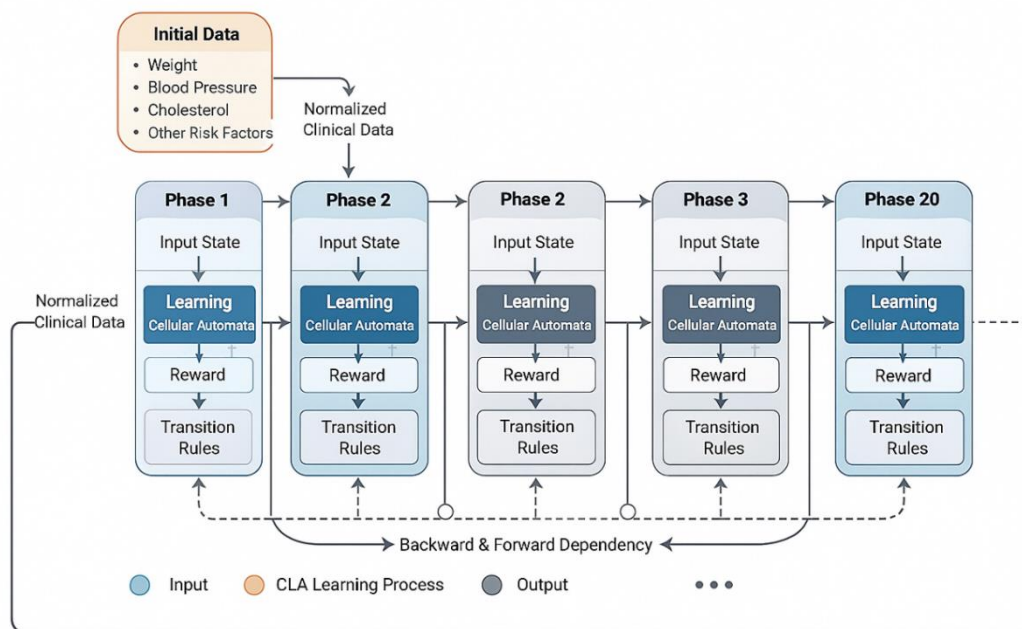 Initial Data
• Weight
• Blood Pressure
• Cholesterol
• Other Risk Factors
Normalized
Clinical Data
Phase 1
Phase 2
Phase 2
Phase 3
Phase 20
Input State
Input State
Input State
Input State
Input State
Normalized
Clinical Data
Learning
Cellular Automata
Learning
Cellular Automata
Learning
Cellular Automata
Learning
Cellular Automata
Learning
Cellular Automata
Reward
Reward
Reward
Reward
Reward
Transition
Rules
Transition
Rules
Transition
Rules
Transition
Rules
Transition
Rules
Backward & Forward Dependency
Input
CLA Learning Process
Output